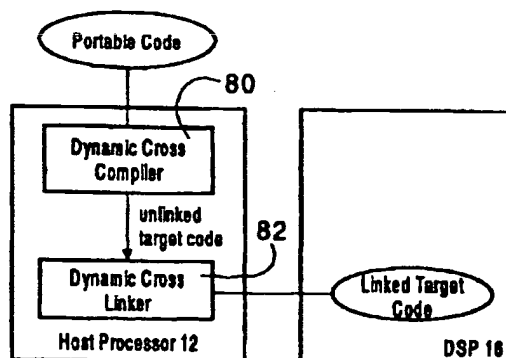 Portable Code
80
Dynamic Cross
Compiler
unlinked
target code
82
Dynamic Cross
Linker
Linked Target
Code
Host Processor 12
DSP 16